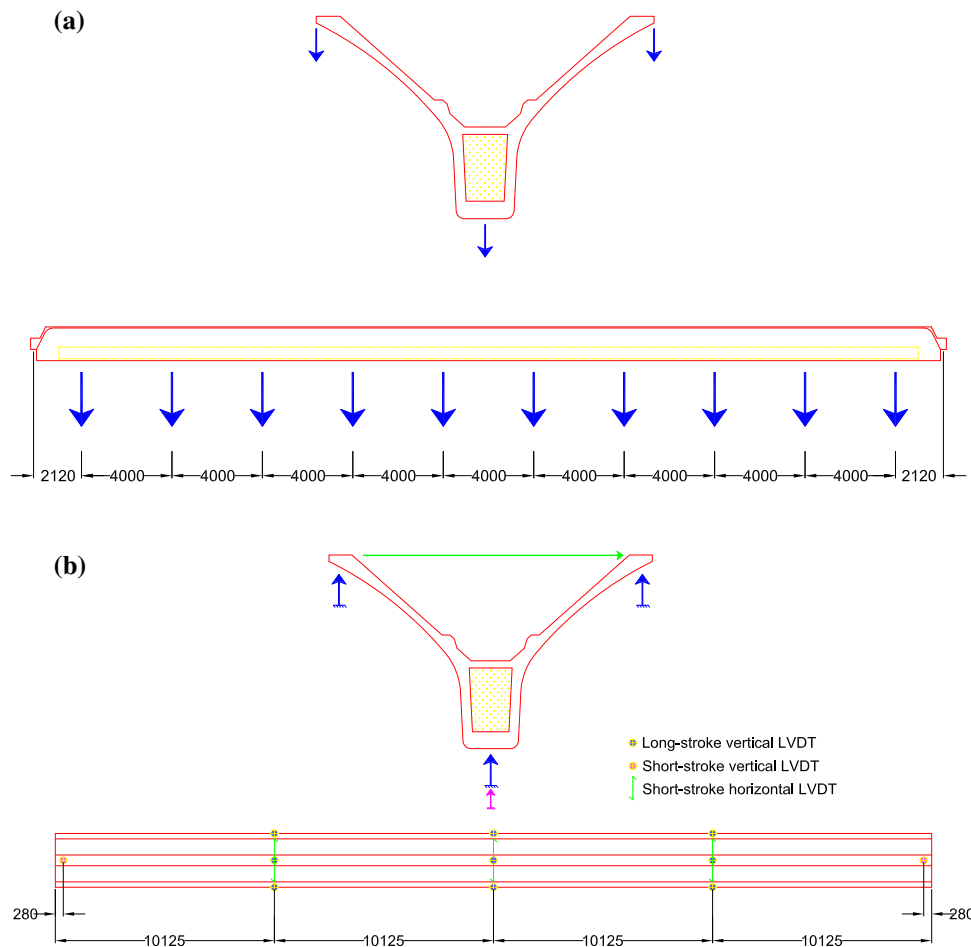 (a)
2120 4000 4000 4000 4000 4000 4000 4000 4000 4000 2120
(b)
Long-stroke vertical LVDT
Short-stroke vertical LVDT
Short-stroke horizontal LVDT
280 280
10125 10125 10125 10125